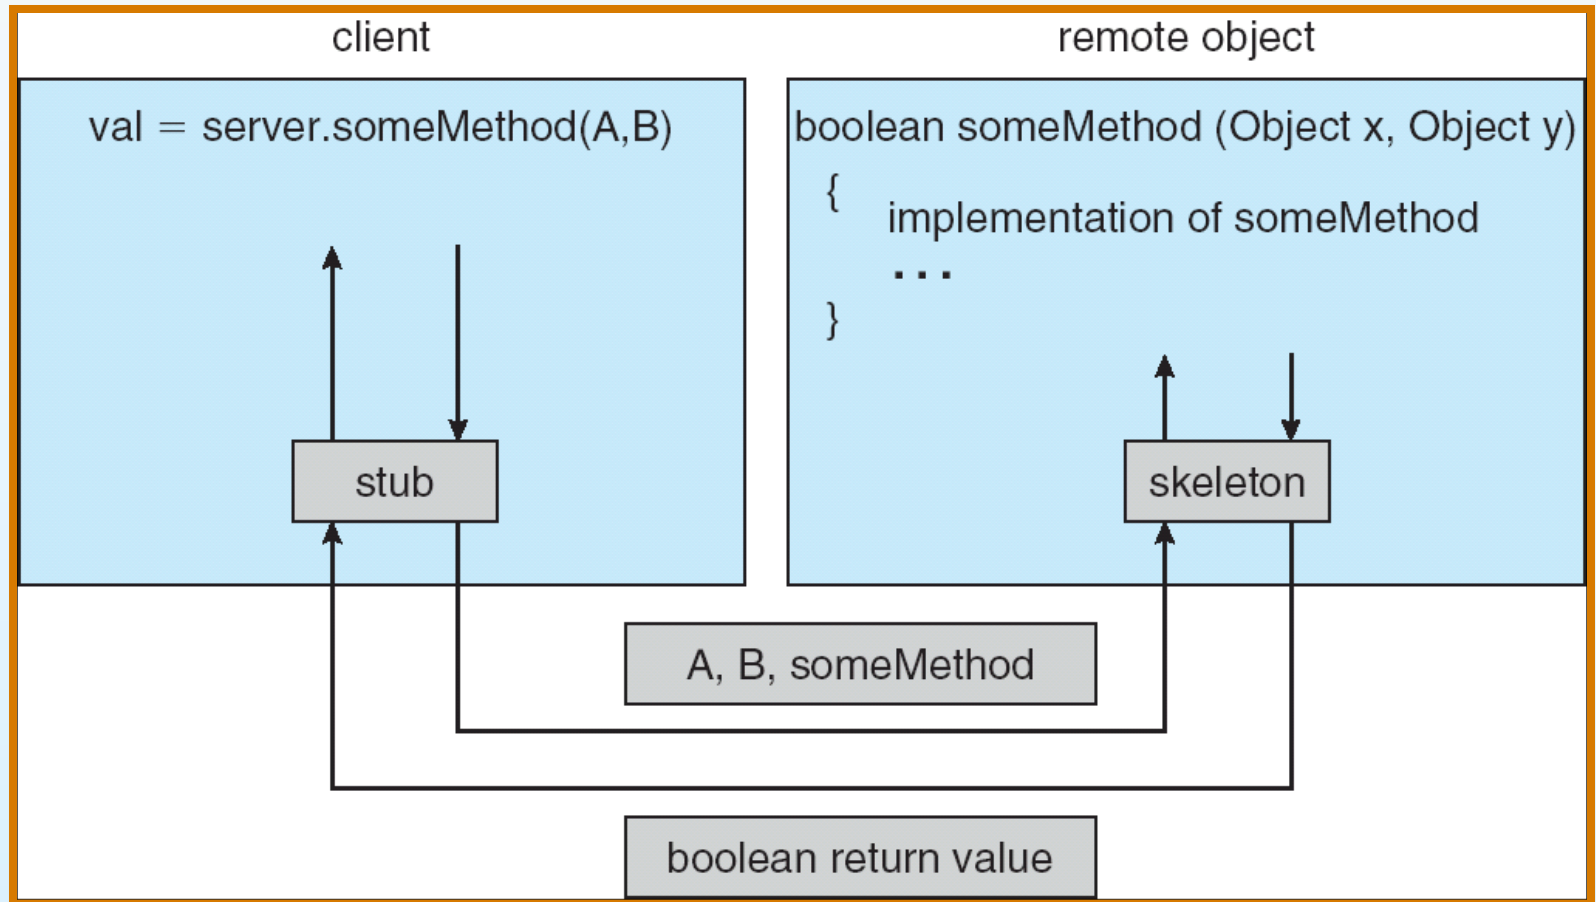 client
val = server.someMethod(A,B)
stub
remote object
boolean someMethod (Object x, Object y)
{
implementation of someMethod
...
}
skeleton
A, B, someMethod
boolean return value